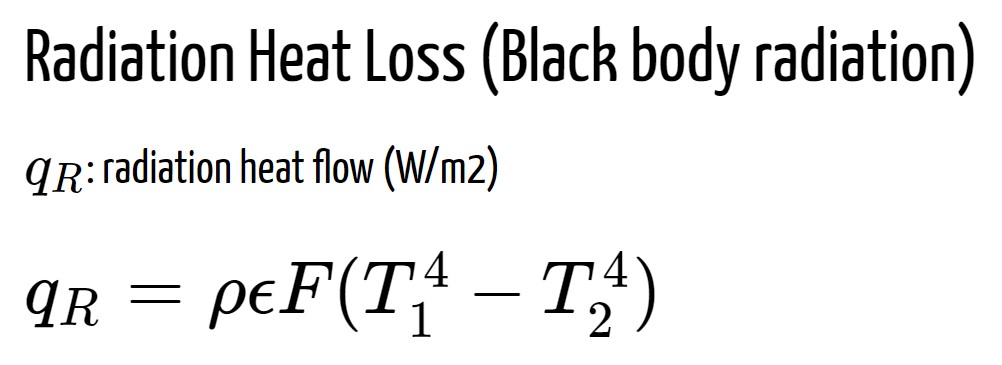 Radiation Heat Loss (Black body radiation)
q_R: radiation heat flow (W/m2)
q_R = ρϵF(T_1^4 − T_2^4)